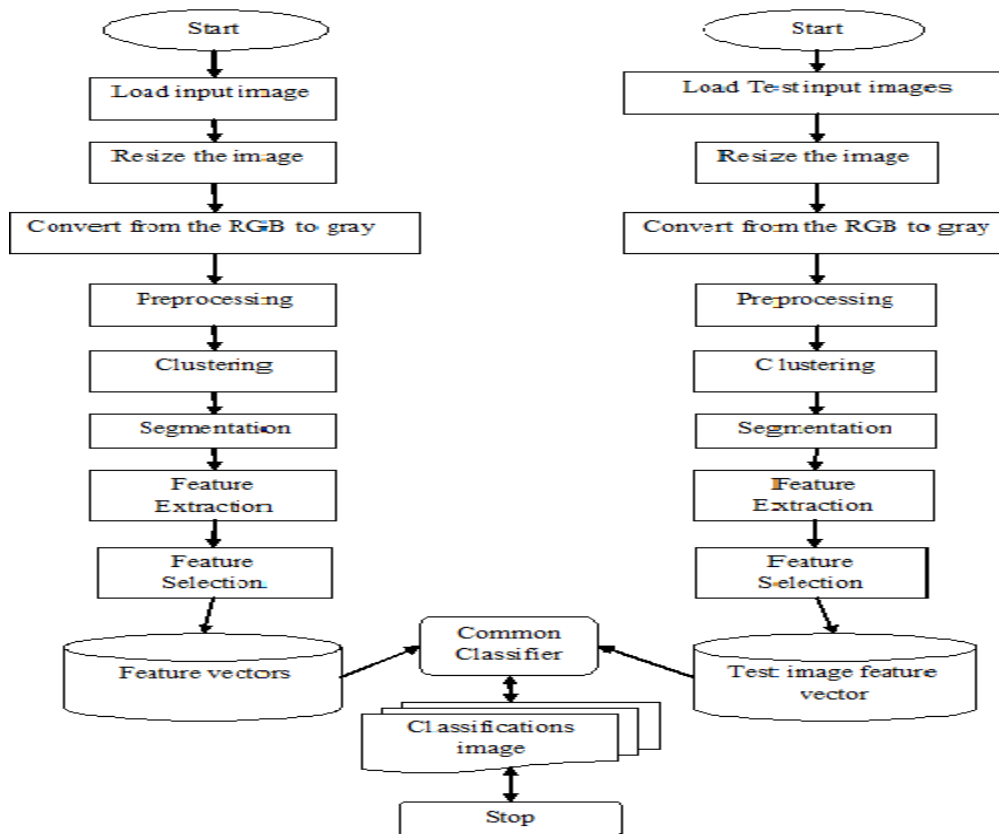 Start
Load input image
Resize the image
Convert from the RGB to gray
Preprocessing
Clustering
Segmentation
Feature
Extraction
Feature
Selection
Feature vectors
Start
Load Test input images
Resize the image
Convert from the RGB to gray
Preprocessing
Clustering
Segmentation
Feature
Extraction
Feature
Selection
Test image feature
vector
Common
Classifier
Classifications
image
Stop